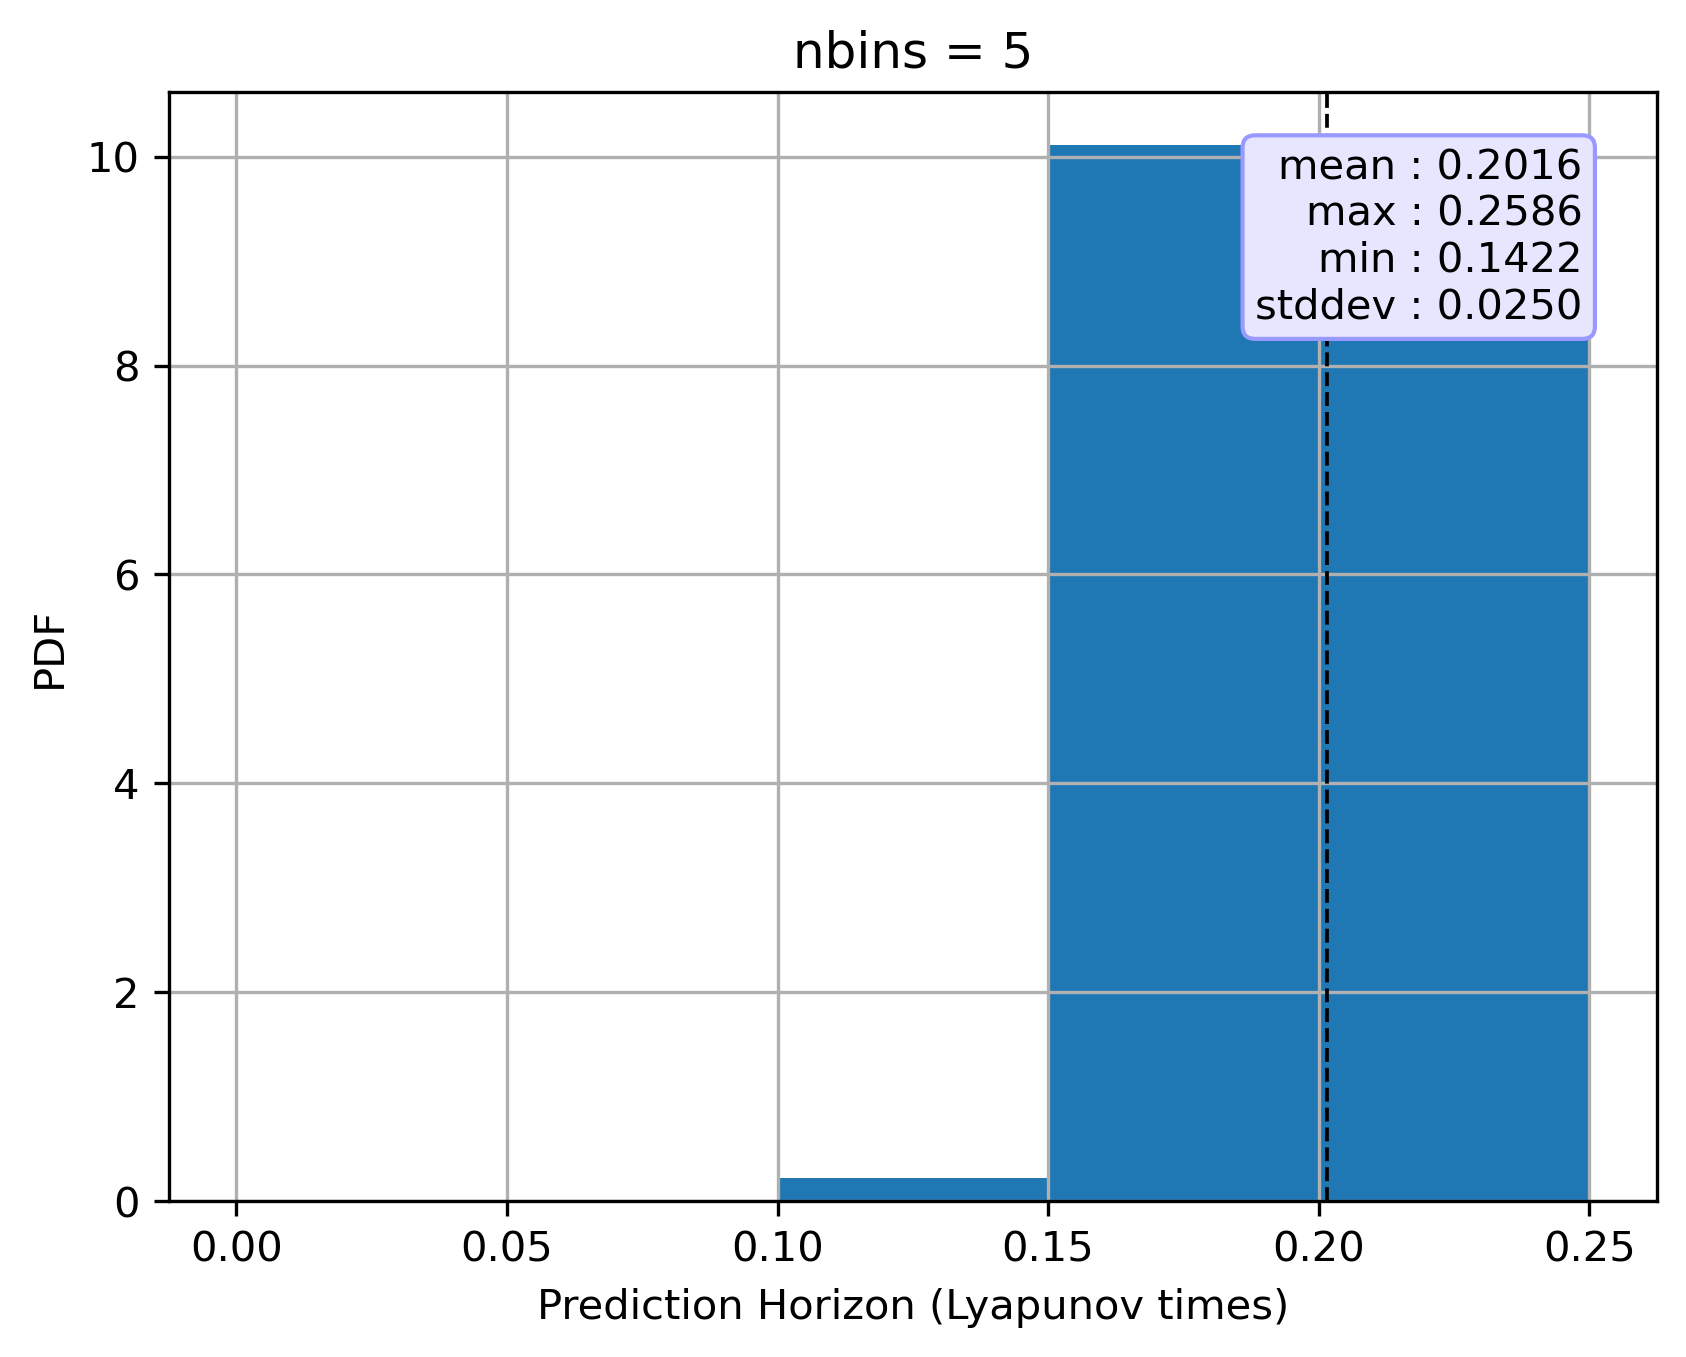 nbins = 5
10
8
6
4
2
0
PDF
mean : 0.2016
max : 0.2586
min : 0.1422
stddev : 0.0250
0.00 0.05 0.10 0.15 0.20 0.25
Prediction Horizon (Lyapunov times)